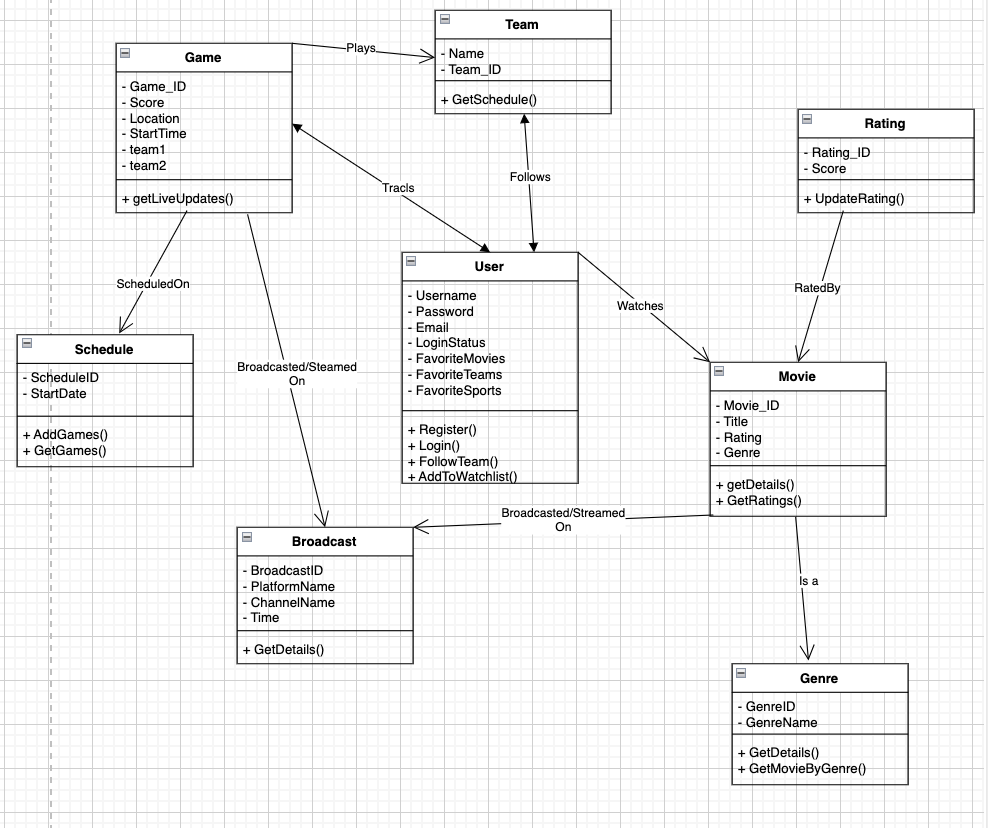 Team
- Name
- Team_ID
+ GetSchedule()
Game
- Game_ID
- Score
- Location
- StartTime
- team1
- team2
+ getLiveUpdates()
Plays
Rating
- Rating_ID
- Score
+ UpdateRating()
Tracls
Follows
User
- Username
- Password
- Email
- LoginStatus
- FavoriteMovies
- FavoriteTeams
- FavoriteSports
+ Register()
+ Login()
+ FollowTeam()
+ AddToWatchlist()
ScheduledOn
Watches
RatedBy
Schedule
- ScheduleID
- StartDate
+ AddGames()
+ GetGames()
Broadcasted/Steamed
On
Movie
- Movie_ID
- Title
- Rating
- Genre
+ getDetails()
+ GetRatings()
Broadcasted/Streamed
On
Broadcast
- BroadcastID
- PlatformName
- ChannelName
- Time
+ GetDetails()
Is a
Genre
- GenreID
- GenreName
+ GetDetails()
+ GetMovieByGenre()